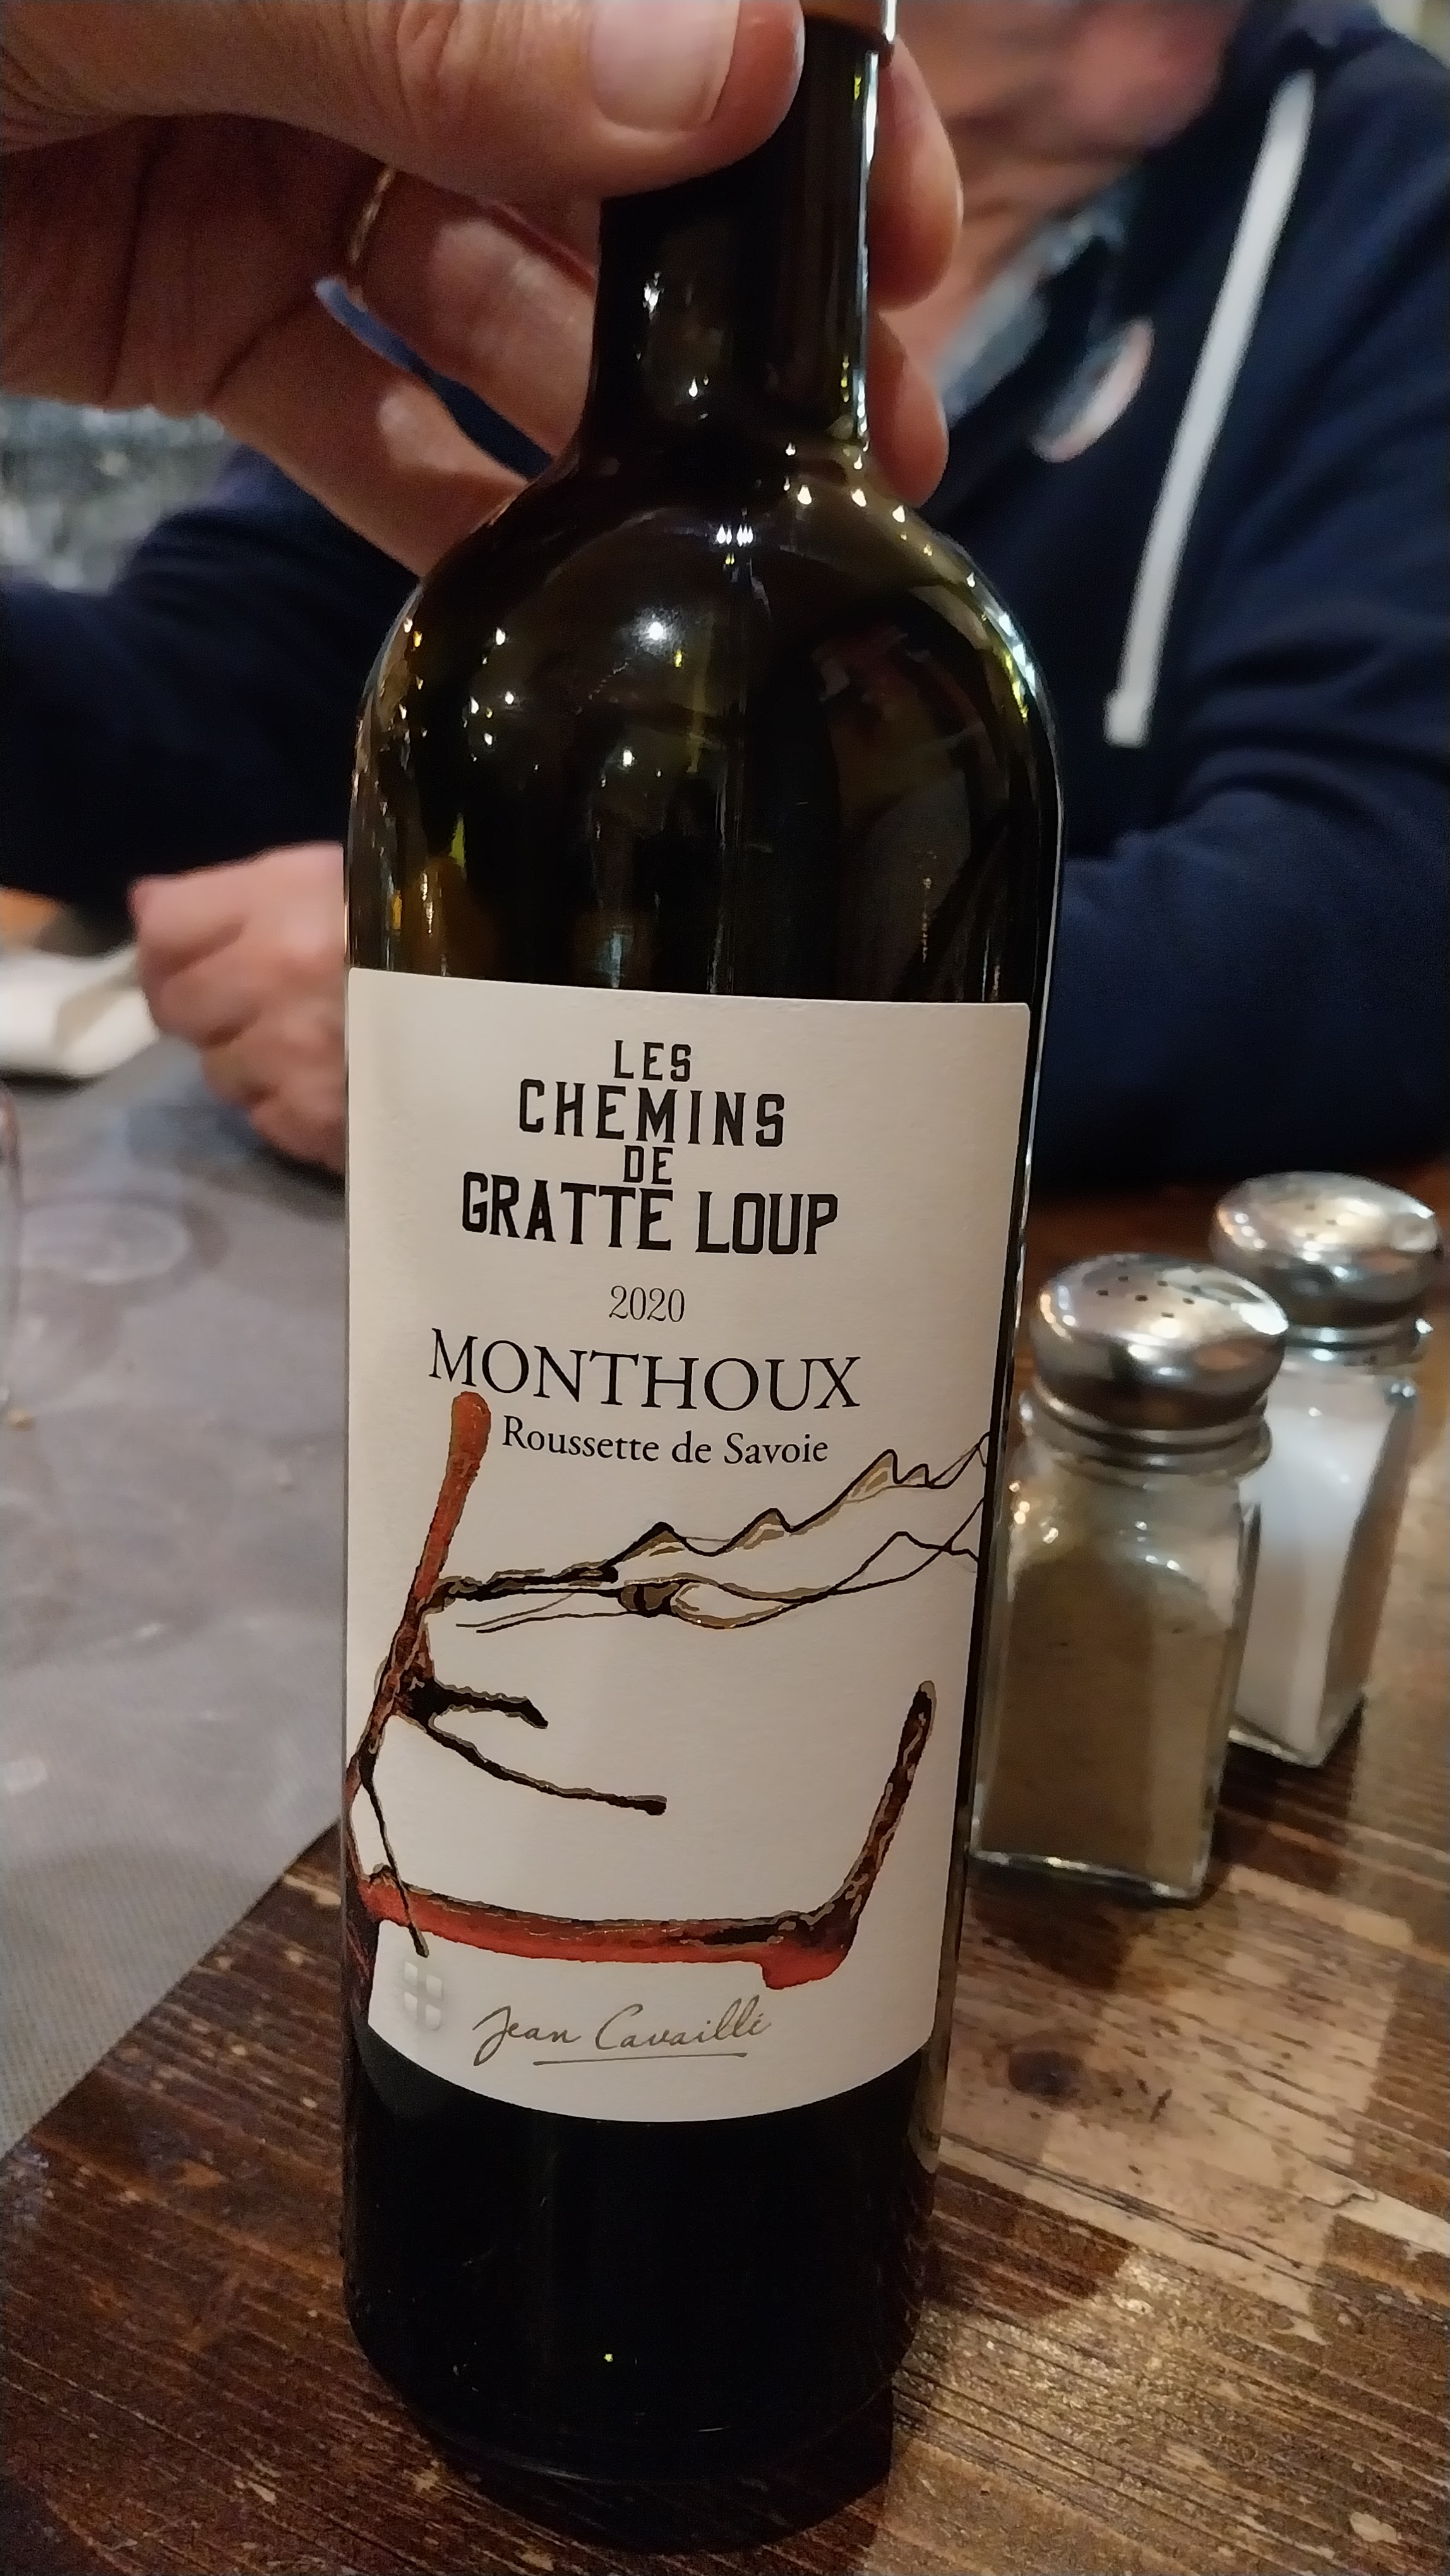 LES
CHEMINS
DE
GRATTE LOUP
2020
MONTHOUX
Roussette de Savoie
Jean Cavaillé